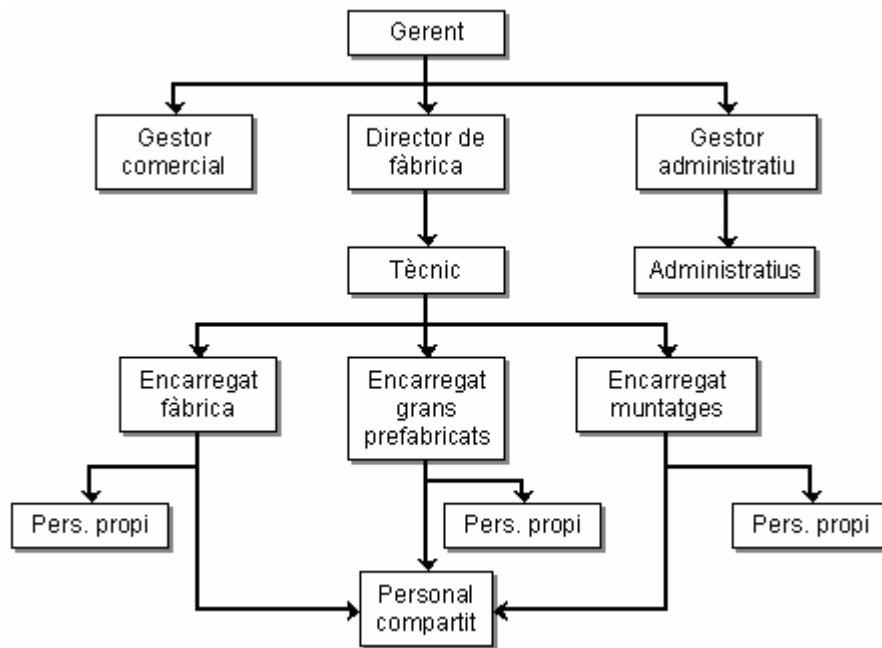 Gerent
Gestor
comercial
Director de
fàbrica
Gestor
administratiu
Tècnic
Administratius
Encarregat
fàbrica
Encarregat
grans
prefabricats
Encarregat
muntatges
Pers. propi
Pers. propi
Pers. propi
Personal
compartit